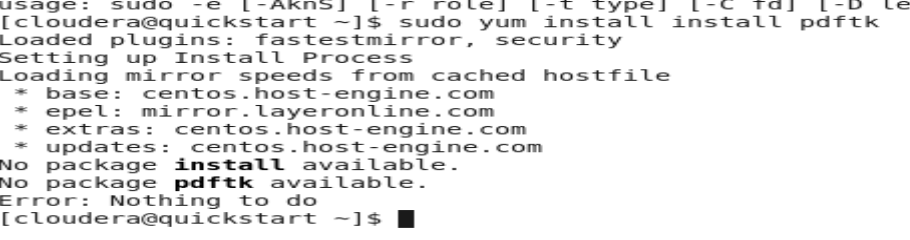 usage: sudo -e [-AknS] [-r role] [-t type] [-C fd] [-D le
[cloudera@quickstart ~]$ sudo yum install install pdftk
Loaded plugins: fastestmirror, security
Setting up Install Process
Loading mirror speeds from cached hostfile
 * base: centos.host-engine.com
 * epel: mirror.layeronline.com
 * extras: centos.host-engine.com
 * updates: centos.host-engine.com
No package install available.
No package pdftk available.
Error: Nothing to do
[cloudera@quickstart ~]$